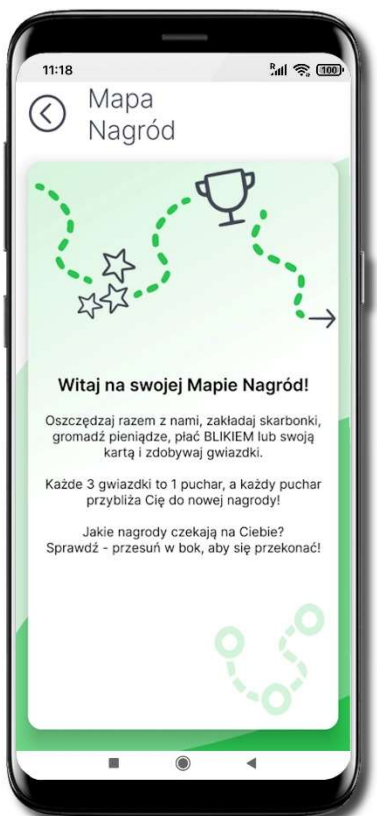 11:18
R
100
Mapa
Nagród
Witaj na swojej Mapie Nagród!
Oszczędzaj razem z nami, zakładaj skarbonki,
gromadź pieniądze, płać BLIKIEM lub swoją
kartą i zdobywaj gwiazdki.
Każde 3 gwiazdki to 1 puchar, a każdy puchar
przybliża Cię do nowej nagrody!
Jakie nagrody czekają na Ciebie?
Sprawdź - przesuń w bok, aby się przekonać!